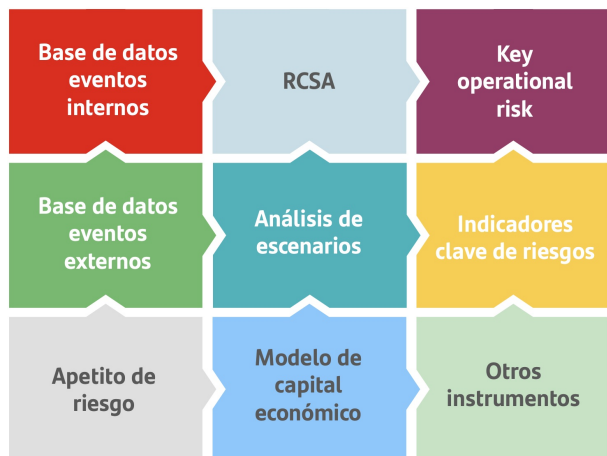 Base de datos
eventos
internos
RCSA
Key
operational
risk
Base de datos
eventos
externos
Análisis de
escenarios
Indicadores
clave de riesgos
Apetito de
riesgo
Modelo de
capital
económico
Otros
instrumentos